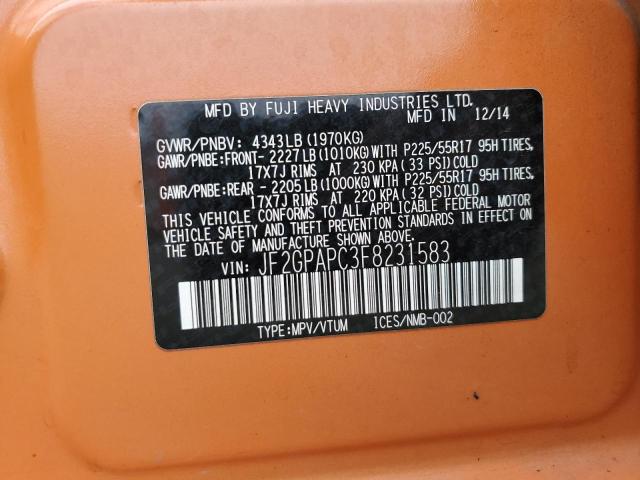 MFD BY FUJI HEAVY INDUSTRIES LTD.
MFD IN 12/14
GVWR/PNBV: 4343LB(1970KG)
GAWR/PNBE:FRONT- 2227LB(1010KG)WITH P225/55R17 95H TIRES,
17X7J RIMS AT 230 KPA(33 PSI)COLD
GAWR/PNBE:REAR - 2205LB(1000KG)WITH P225/55R17 95H TIRES,
17X7J RIMS AT 220 KPA(32 PSI)COLD
THIS VEHICLE CONFORMS TO ALL APPLICABLE FEDERAL MOTOR
VEHICLE SAFETY AND THEFT PREVENTION STANDARDS IN EFFECT ON
THE DATE OF MANUFACTURE SHOWN ABOVE.
VIN: JF2GPAPC3F8231583
TYPE:MPV/VTUM ICES/NMB-002